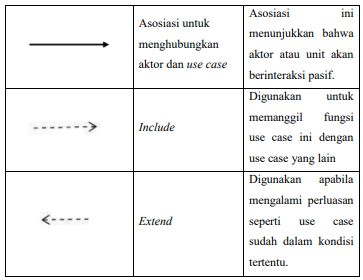 Asosiasi untuk
menghubungkan
aktor dan use case
Asosiasi ini
menunjukkan bahwa
aktor atau unit akan
berinteraksi pasif.
Include
Digunakan untuk
memanggil fungsi
use case ini dengan
use case yang lain
Extend
Digunakan apabila
mengalami perluasan
seperti use case
sudah dalam kondisi
tertentu.